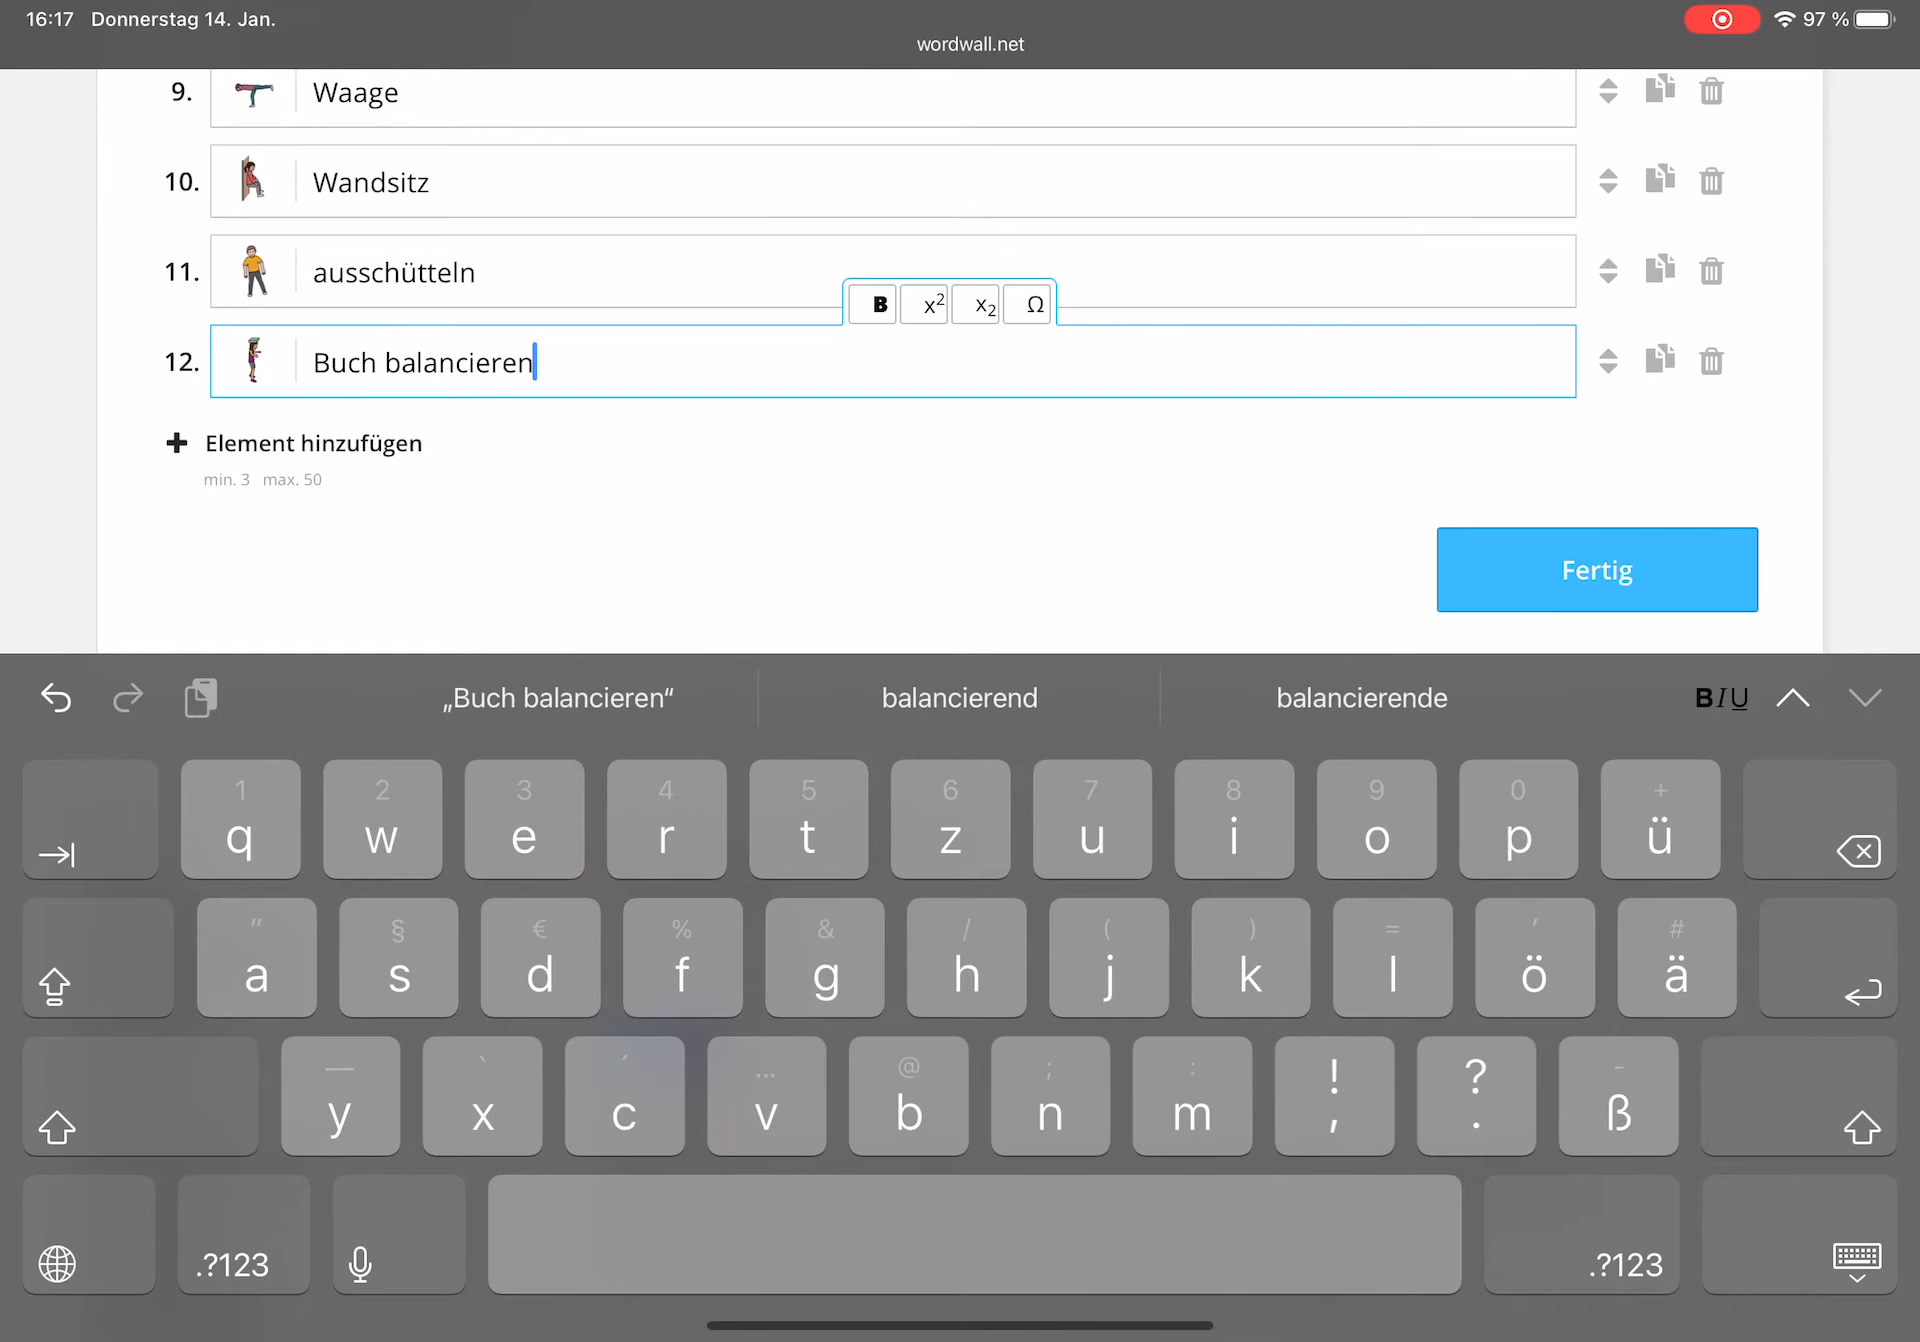 16:17 Donnerstag 14. Jan.
97 %
wordwall.net
9. Waage
10. Wandsitz
11. ausschütteln
B x² x₂ Ω
12. Buch balancieren
+ Element hinzufügen
min. 3 max. 50
Fertig
„Buch balancieren“ balancierend balancierende BIU
1 2 3 4 5 6 7 8 9 0 +
q w e r t z u i o p ü
" § € % & / ( ) = ' #
a s d f g h j k l ö ä
— ` ´ … @ ; : ! ? -
y x c v b n m , . ß
.?123 .?123